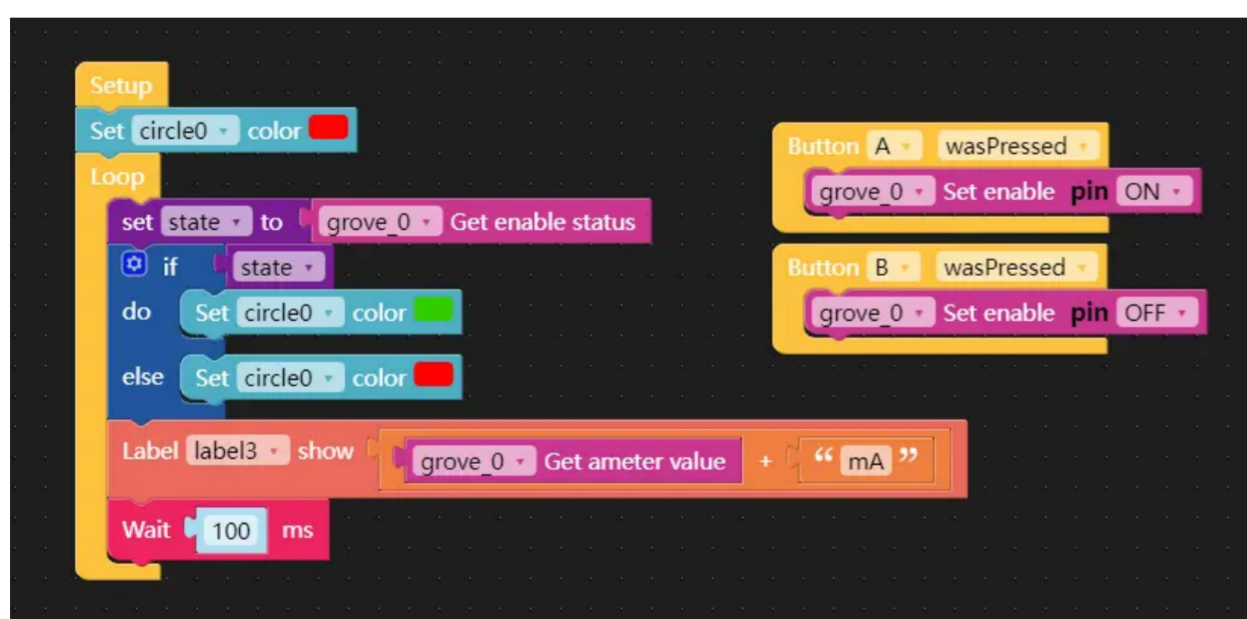 Setup
Set circle0 color
Loop
set state to grove_0 Get enable status
if state
do Set circle0 color
else Set circle0 color
Label label3 show grove_0 Get ameter value + “ mA ”
Wait 100 ms
Button A wasPressed
grove_0 Set enable pin ON
Button B wasPressed
grove_0 Set enable pin OFF